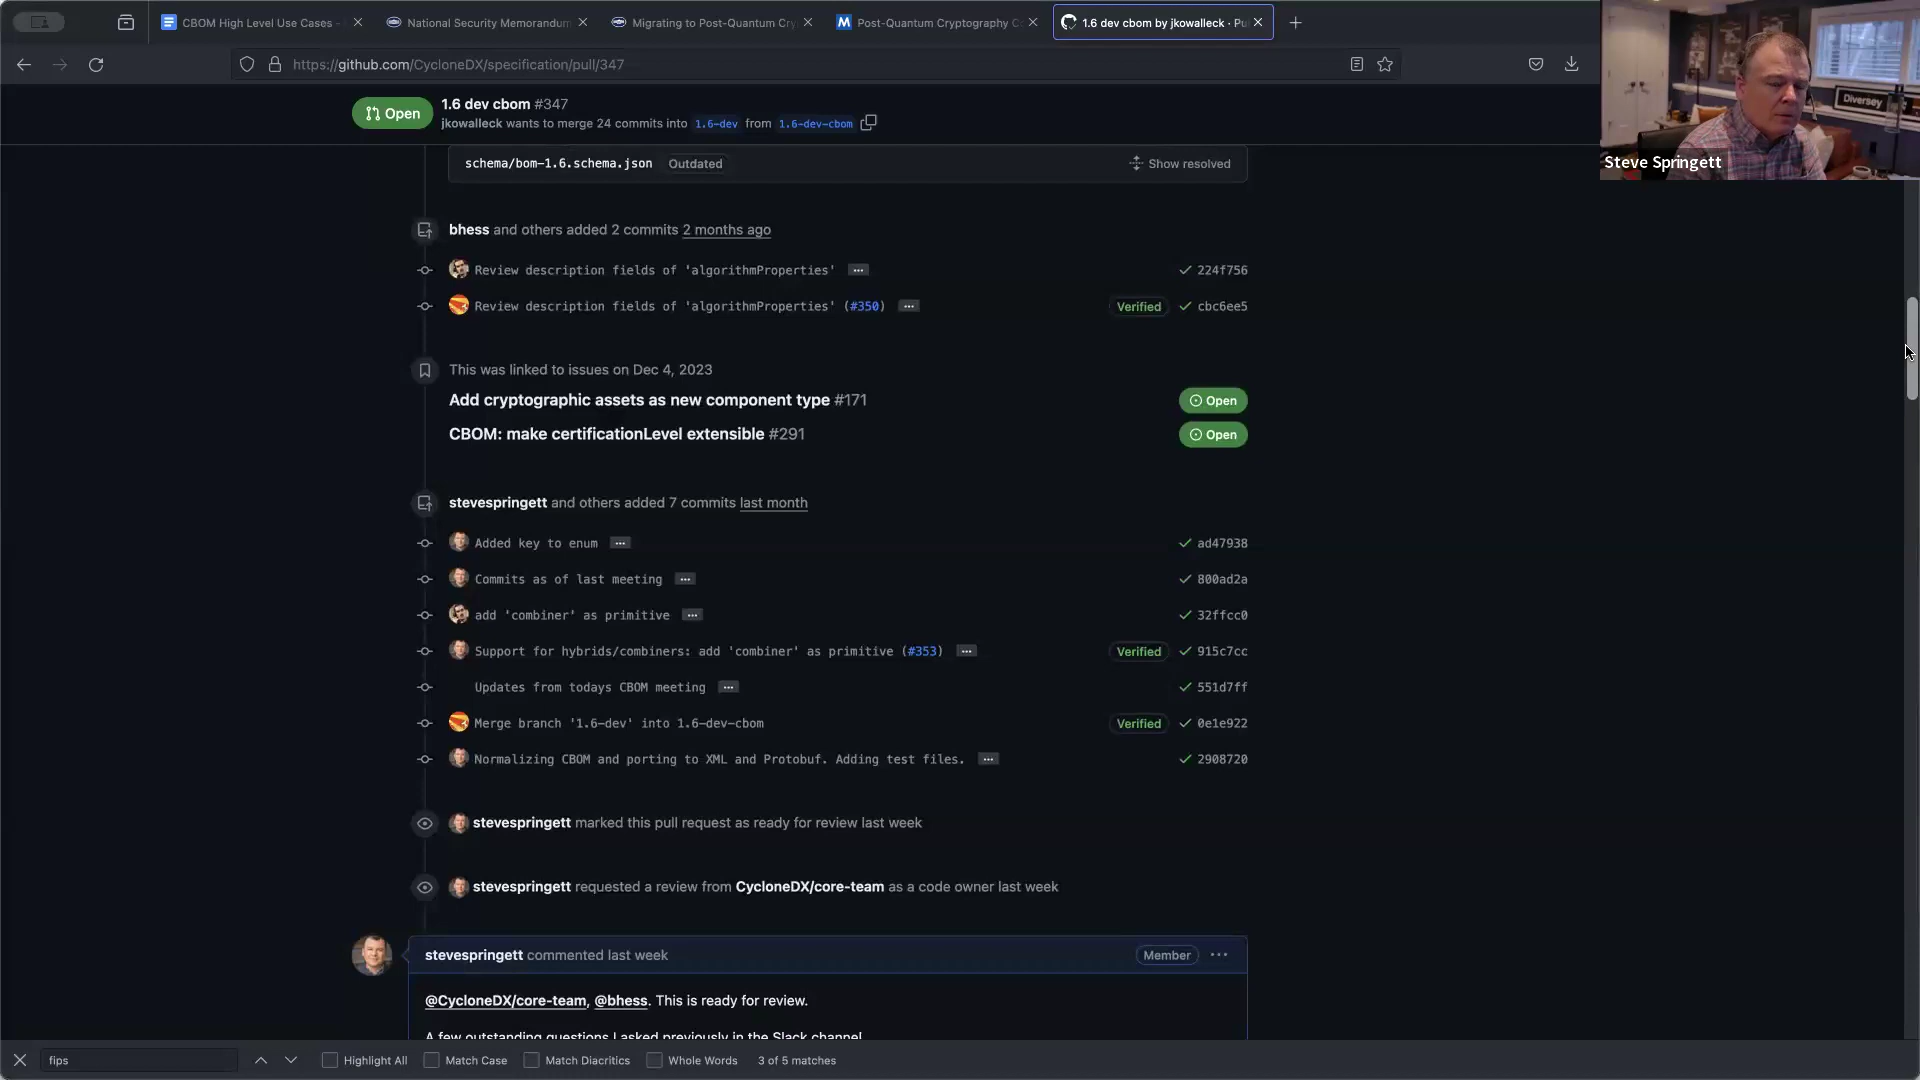 CBOM High Level Use Cases -
National Security Memorandum
Migrating to Post-Quantum Cry
Post-Quantum Cryptography C
1.6 dev cbom by jkowalleck · Pu
https://github.com/CycloneDX/specification/pull/347
Diversey
Steve Springett
Open
1.6 dev cbom #347
jkowalleck wants to merge 24 commits into 1.6-dev from 1.6-dev-cbom
schema/bom-1.6.schema.json Outdated Show resolved
bhess and others added 2 commits 2 months ago
Review description fields of 'algorithmProperties' ... 224f756
Review description fields of 'algorithmProperties' (#350) ... Verified cbc6ee5
This was linked to issues on Dec 4, 2023
Add cryptographic assets as new component type #171 Open
CBOM: make certificationLevel extensible #291 Open
stevespringett and others added 7 commits last month
Added key to enum ... ad47938
Commits as of last meeting ... 800ad2a
add 'combiner' as primitive ... 32ffcc0
Support for hybrids/combiners: add 'combiner' as primitive (#353) ... Verified 915c7cc
Updates from todays CBOM meeting ... 551d7ff
Merge branch '1.6-dev' into 1.6-dev-cbom Verified 0e1e922
Normalizing CBOM and porting to XML and Protobuf. Adding test files. ... 2908720
stevespringett marked this pull request as ready for review last week
stevespringett requested a review from CycloneDX/core-team as a code owner last week
stevespringett commented last week Member ...
@CycloneDX/core-team, @bhess. This is ready for review.
A few outstanding questions I asked previously in the Slack channel
fips Highlight All Match Case Match Diacritics Whole Words 3 of 5 matches